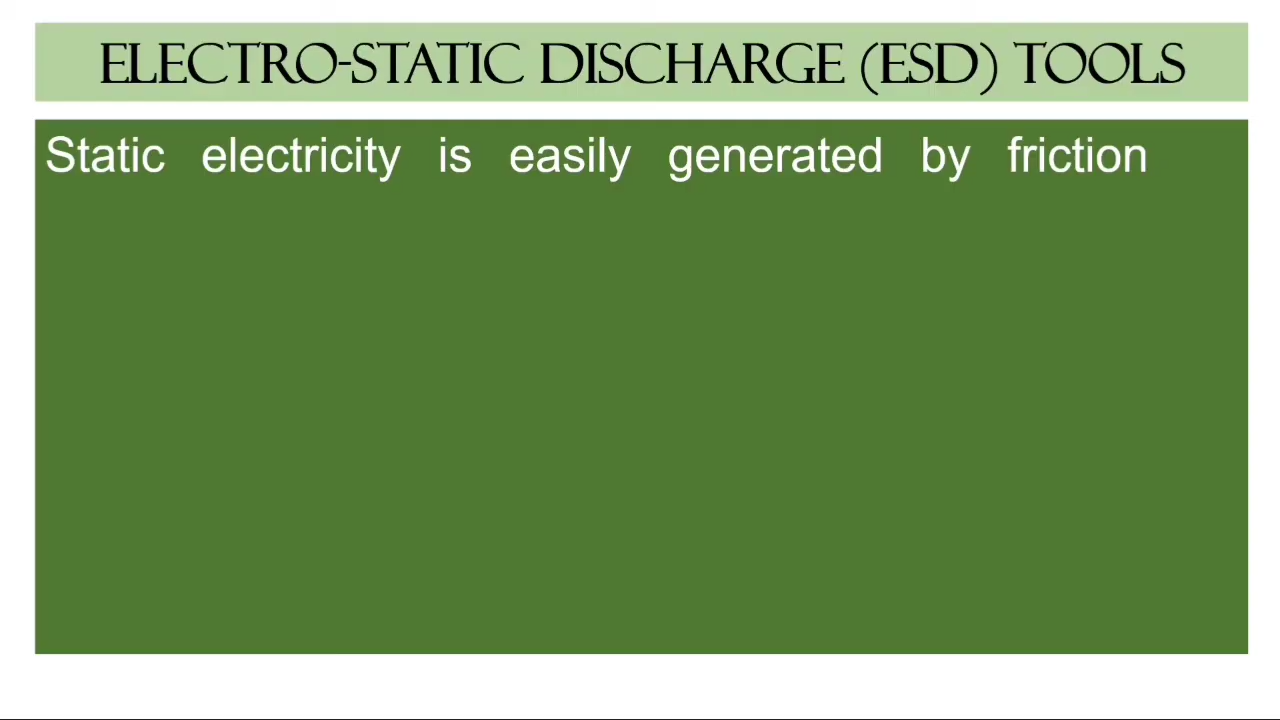 ELECTRO-STATIC DISCHARGE (ESD) TOOLS
Static electricity is easily generated by friction